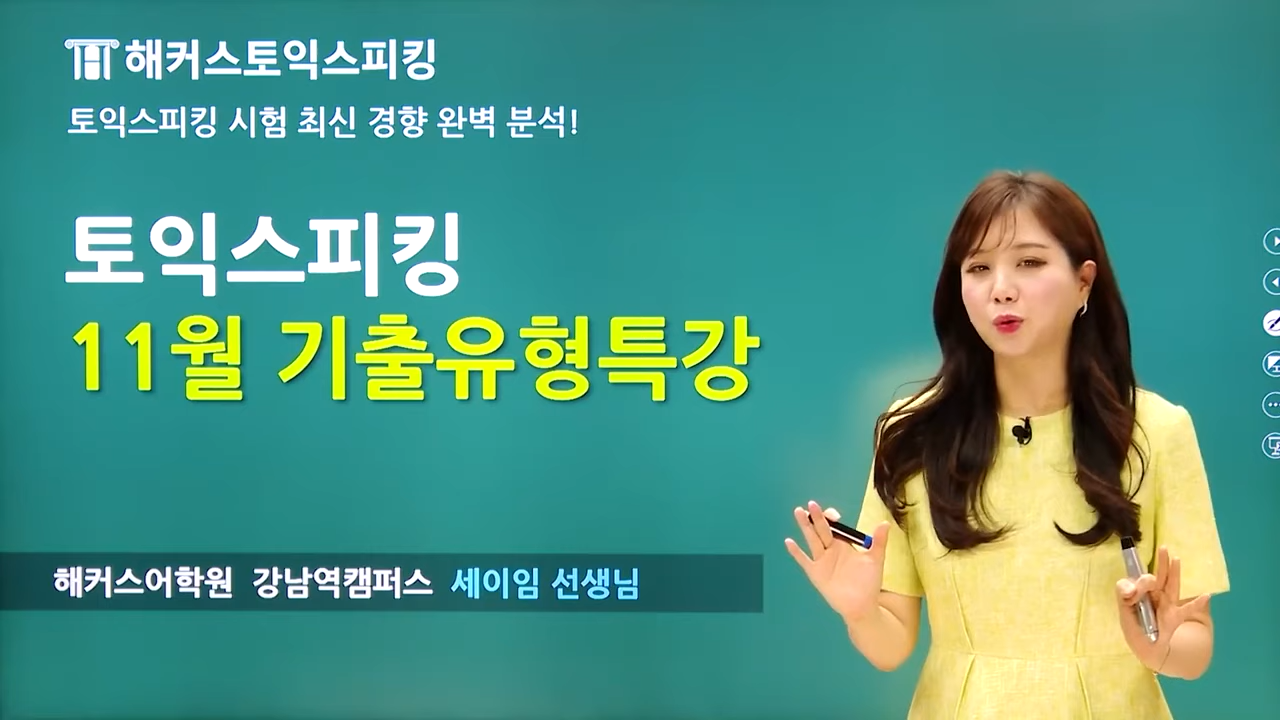 해커스토익스피킹
토익스피킹 시험 최신 경향 완벽 분석!
토익스피킹
11월 기출유형특강
해커스어학원 강남역캠퍼스 세이임 선생님